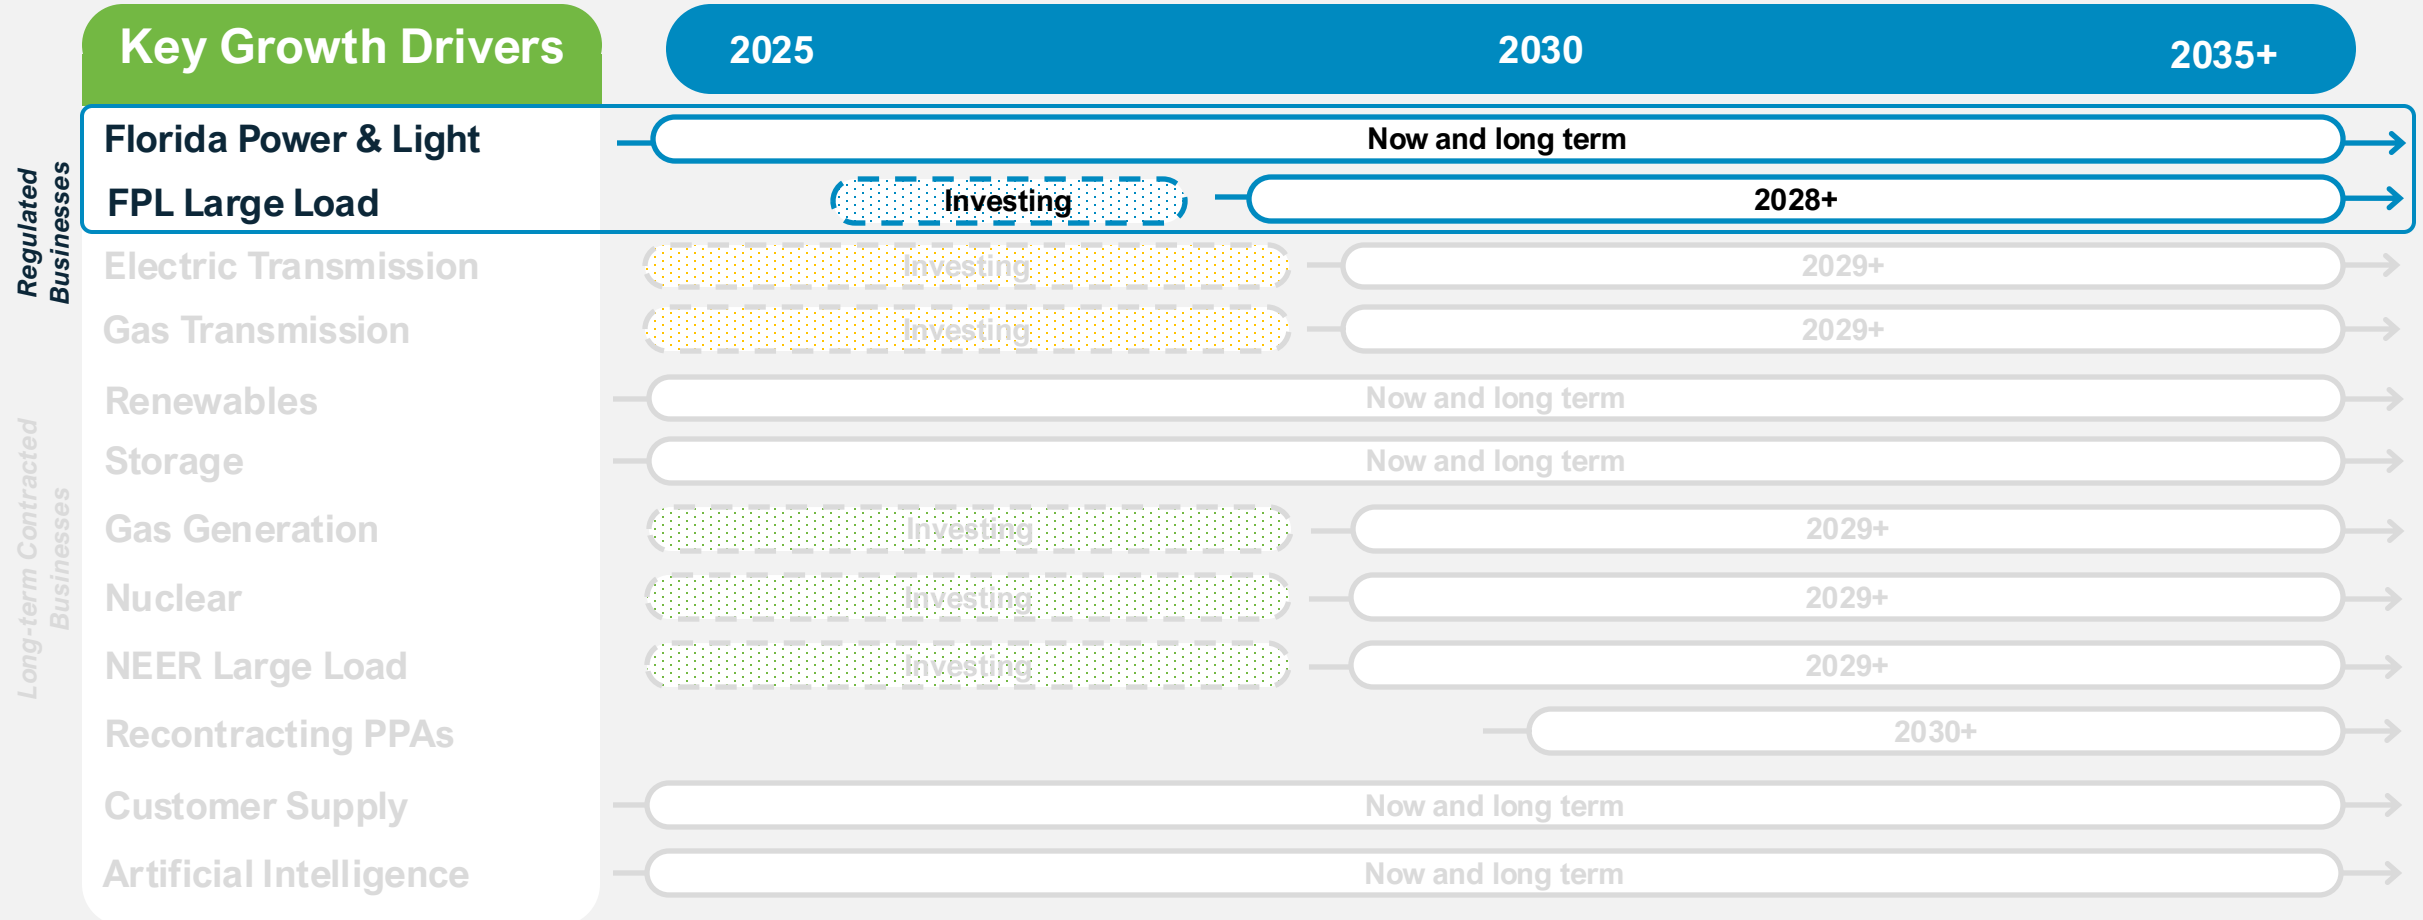 Key Growth Drivers
2025
2030
2035+
Regulated
Businesses
Florida Power & Light
Now and long term
FPL Large Load
Investing
2028+
Electric Transmission
Investing
2029+
Gas Transmission
Investing
2029+
Long-term Contracted
Businesses
Renewables
Now and long term
Storage
Now and long term
Gas Generation
Investing
2029+
Nuclear
Investing
2029+
NEER Large Load
Investing
2029+
Recontracting PPAs
2030+
Customer Supply
Now and long term
Artificial Intelligence
Now and long term